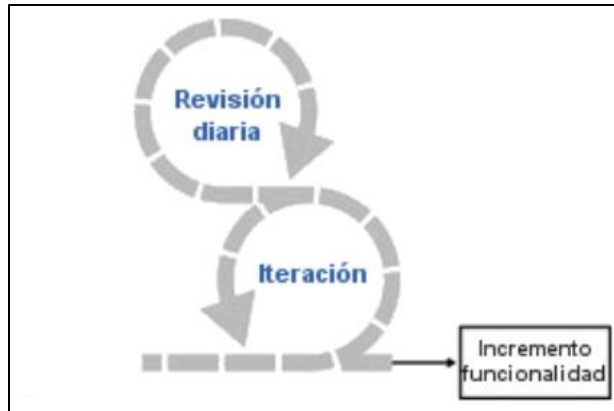 Revisión
diaria
Iteración
Incremento
funcionalidad